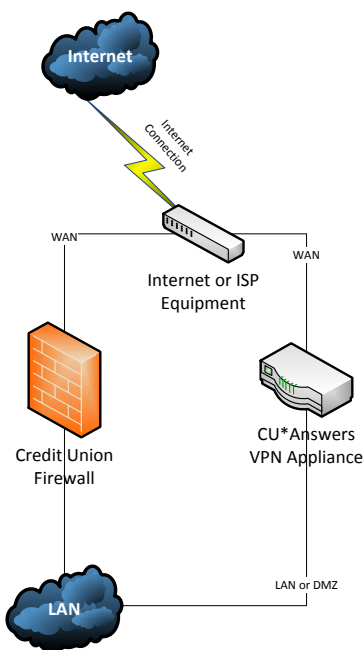 Internet
Internet
Connection
WAN
WAN
Internet or ISP
Equipment
Credit Union
Firewall
CU*Answers
VPN Appliance
LAN or DMZ
LAN